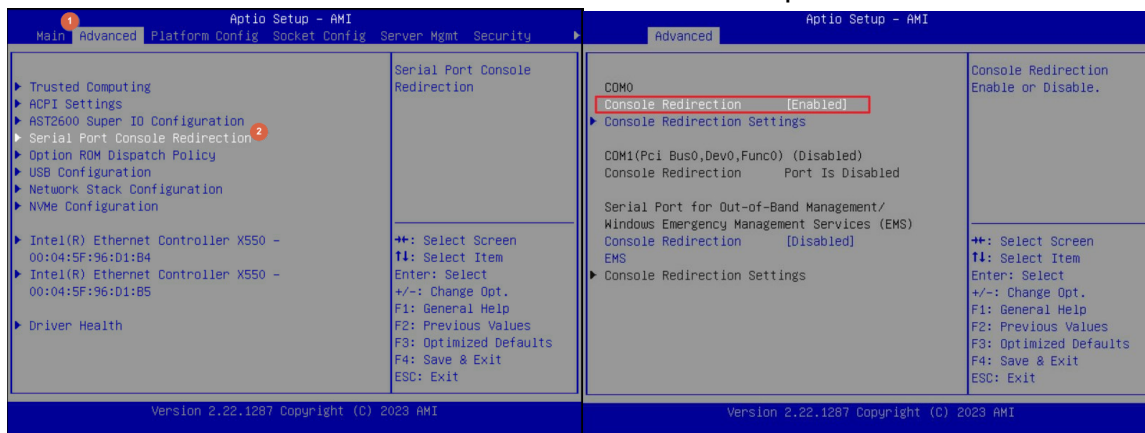 Aptio Setup - AMI
1
Main Advanced Platform Config Socket Config Server Mgmt Security
Trusted Computing
ACPI Settings
AST2600 Super IO Configuration
Serial Port Console Redirection 2
Option ROM Dispatch Policy
USB Configuration
Network Stack Configuration
NVMe Configuration
Intel(R) Ethernet Controller X550 -
00:04:5F:96:D1:B4
Intel(R) Ethernet Controller X550 -
00:04:5F:96:D1:B5
Driver Health
Serial Port Console
Redirection
→←: Select Screen
↑↓: Select Item
Enter: Select
+/-: Change Opt.
F1: General Help
F2: Previous Values
F3: Optimized Defaults
F4: Save & Exit
ESC: Exit
Version 2.22.1287 Copyright (C) 2023 AMI
Aptio Setup - AMI
Advanced
COM0
Console Redirection [Enabled]
Console Redirection Settings
COM1(Pci Bus0,Dev0,Func0) (Disabled)
Console Redirection Port Is Disabled
Serial Port for Out-of-Band Management/
Windows Emergency Management Services (EMS)
Console Redirection [Disabled]
EMS
Console Redirection Settings
Console Redirection
Enable or Disable.
→←: Select Screen
↑↓: Select Item
Enter: Select
+/-: Change Opt.
F1: General Help
F2: Previous Values
F3: Optimized Defaults
F4: Save & Exit
ESC: Exit
Version 2.22.1287 Copyright (C) 2023 AMI